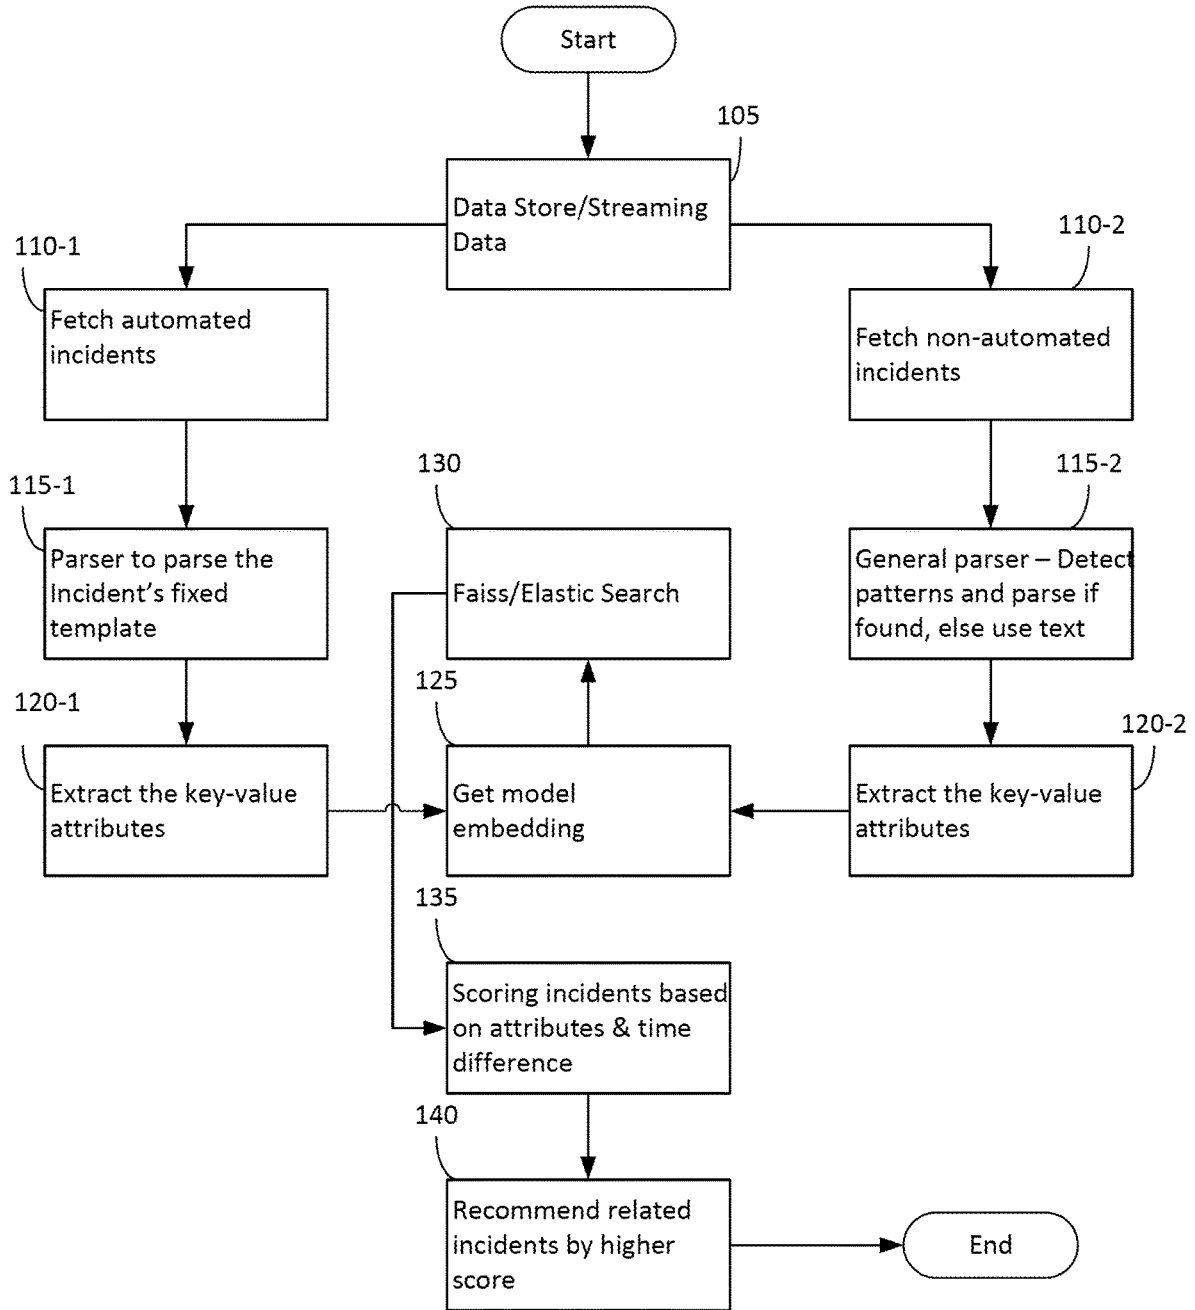 Start
105
Data Store/Streaming
Data
110-1
110-2
Fetch automated
incidents
Fetch non-automated
incidents
115-1
130
115-2
Parser to parse the
Incident's fixed
template
Faiss/Elastic Search
General parser – Detect
patterns and parse if
found, else use text
120-1
125
120-2
Extract the key-value
attributes
Get model
embedding
Extract the key-value
attributes
135
Scoring incidents based
on attributes & time
difference
140
Recommend related
incidents by higher
score
End